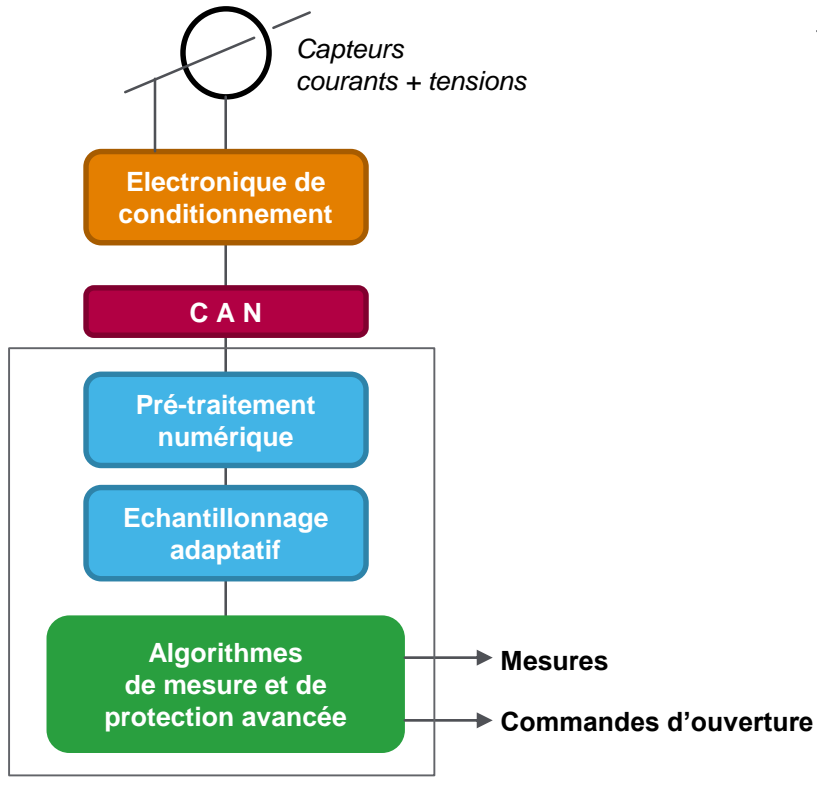 Capteurs
courants + tensions
Electronique de
conditionnement
C A N
Pré-traitement
numérique
Echantillonnage
adaptatif
Algorithmes
de mesure et de
protection avancée
Mesures
Commandes d’ouverture